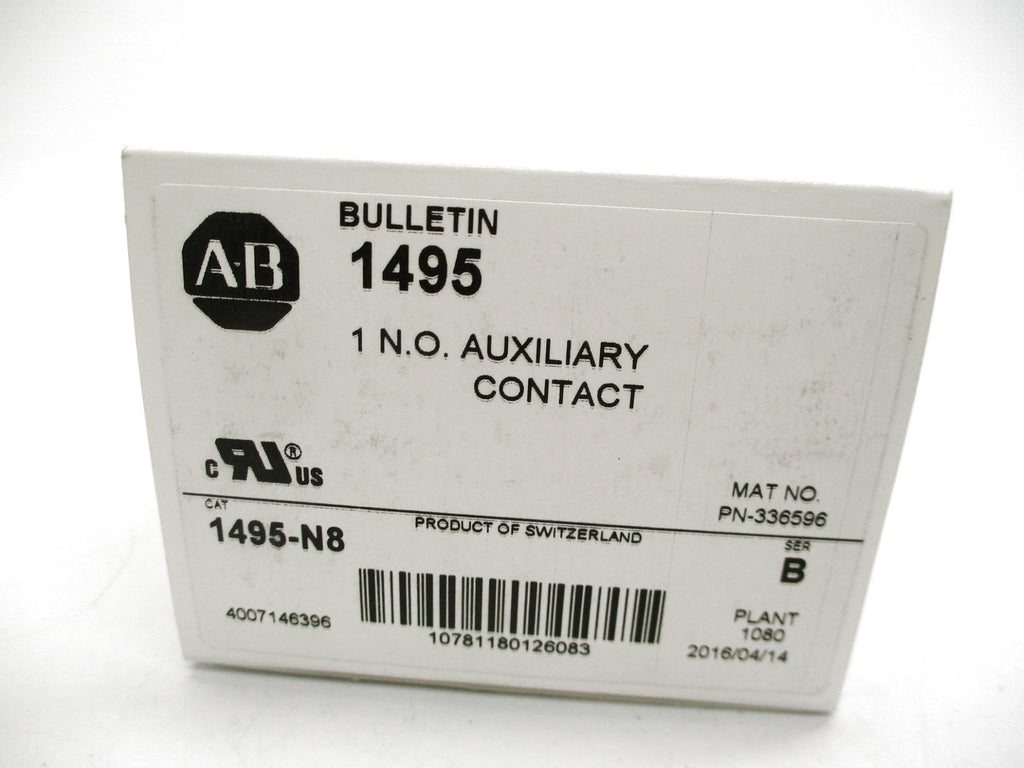 A-B
BULLETIN
1495
1 N.O. AUXILIARY
CONTACT
c RU® US
MAT NO.
PN-336596
CAT
1495-N8
PRODUCT OF SWITZERLAND
SER
B
4007146396
10781180126083
PLANT
1080
2016/04/14